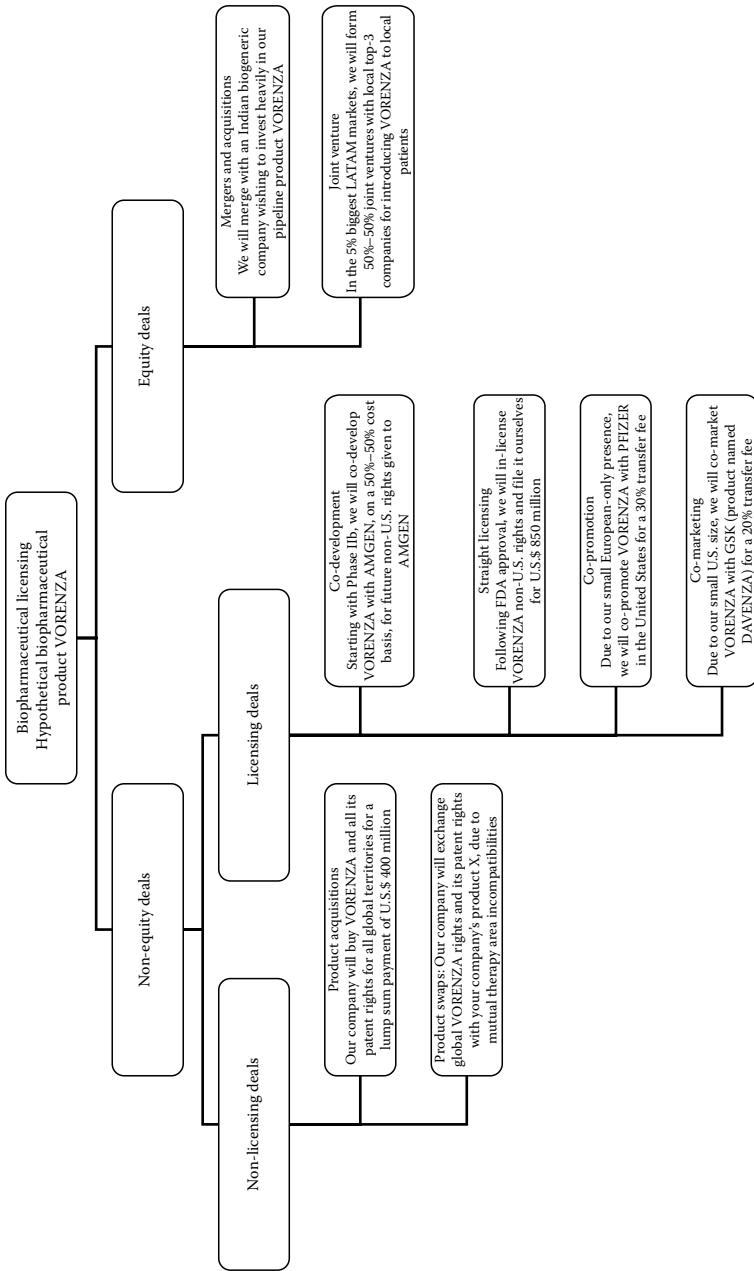 Biopharmaceutical licensing
Hypothetical biopharmaceutical
product VORENZA
Non-equity deals
Non-licensing deals
Product acquisitions
Our company will buy VORENZA and all its
patent rights for all global territories for a
lump sum payment of U.S.$ 400 million
Product swaps: Our company will exchange
global VORENZA rights and its patent rights
with your company's product X, due to
mutual therapy area incompatibilities
Licensing deals
Co-development
Starting with Phase IIb, we will co-develop
VORENZA with AMGEN, on a 50%–50% cost
basis, for future non-U.S. rights given to
AMGEN
Straight licensing
Following FDA approval, we will in-license
VORENZA non-U.S. rights and file it ourselves
for U.S.$ 850 million
Co-promotion
Due to our small European-only presence,
we will co-promote VORENZA with PFIZER
in the United States for a 30% transfer fee
Co-marketing
Due to our small U.S. size, we will co-market
VORENZA with GSK (product named
DAVENZA) for a 20% transfer fee
Equity deals
Mergers and acquisitions
We will merge with an Indian biogeneric
company wishing to invest heavily in our
pipeline product VORENZA
Joint venture
In the 5% biggest LATAM markets, we will form
50%–50% joint ventures with local top-3
companies for introducing VORENZA to local
patients